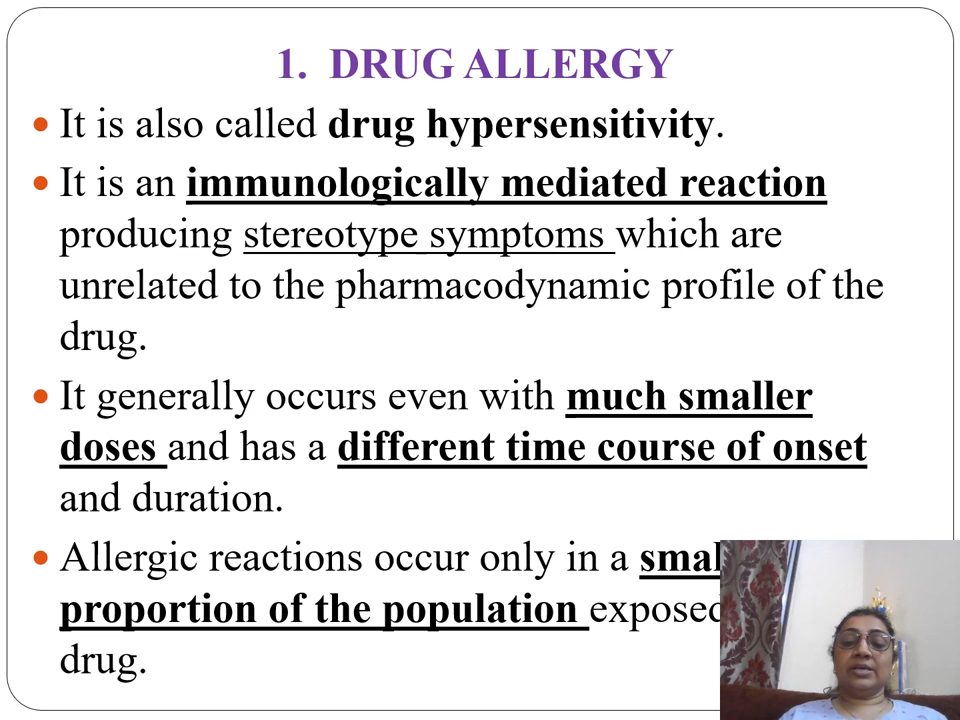 1. DRUG ALLERGY
• It is also called drug hypersensitivity.
• It is an immunologically mediated reaction
producing stereotype symptoms which are
unrelated to the pharmacodynamic profile of the
drug.
• It generally occurs even with much smaller
doses and has a different time course of onset
and duration.
• Allergic reactions occur only in a
proportion of the population exposed
drug.